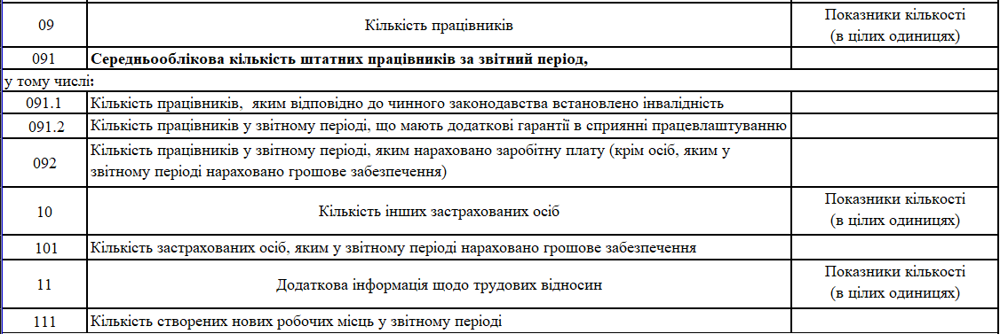 09 Кількість працівників Показники кількості
(в цілих одиницях)
091 Середньооблікова кількість штатних працівників за звітний період,
у тому числі:
091.1 Кількість працівників, яким відповідно до чинного законодавства встановлено інвалідність
091.2 Кількість працівників у звітному періоді, що мають додаткові гарантії в сприянні працевлаштуванню
092 Кількість працівників у звітному періоді, яким нараховано заробітну плату (крім осіб, яким у
звітному періоді нараховано грошове забезпечення)
10 Кількість інших застрахованих осіб Показники кількості
(в цілих одиницях)
101 Кількість застрахованих осіб, яким у звітному періоді нараховано грошове забезпечення
11 Додаткова інформація щодо трудових відносин Показники кількості
(в цілих одиницях)
111 Кількість створених нових робочих місць у звітному періоді